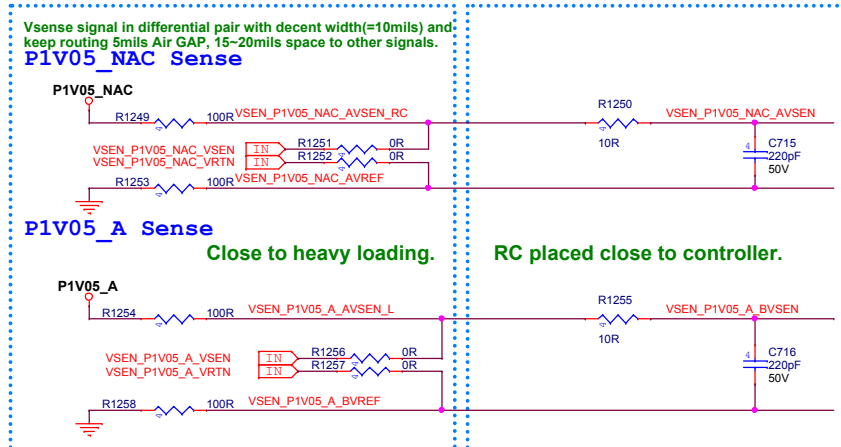 Vsense signal in differential pair with decent width(=10mils) and
keep routing 5mils Air GAP, 15~20mils space to other signals.
P1V05_NAC Sense
P1V05_NAC
R1249 100R VSEN_P1V05_NAC_AVSEN_RC
R1250
10R
VSEN_P1V05_NAC_AVSEN
VSEN_P1V05_NAC_VSEN IN R1251 0R
VSEN_P1V05_NAC_VRTN IN R1252 0R
4 C715
220pF
50V
R1253 100R VSEN_P1V05_NAC_AVREF
P1V05_A Sense
Close to heavy loading.
RC placed close to controller.
P1V05_A
R1254 100R VSEN_P1V05_A_AVSEN_L
R1255
10R
VSEN_P1V05_A_BVSEN
VSEN_P1V05_A_VSEN IN R1256 0R
VSEN_P1V05_A_VRTN IN R1257 0R
4 C716
220pF
50V
R1258 100R VSEN_P1V05_A_BVREF